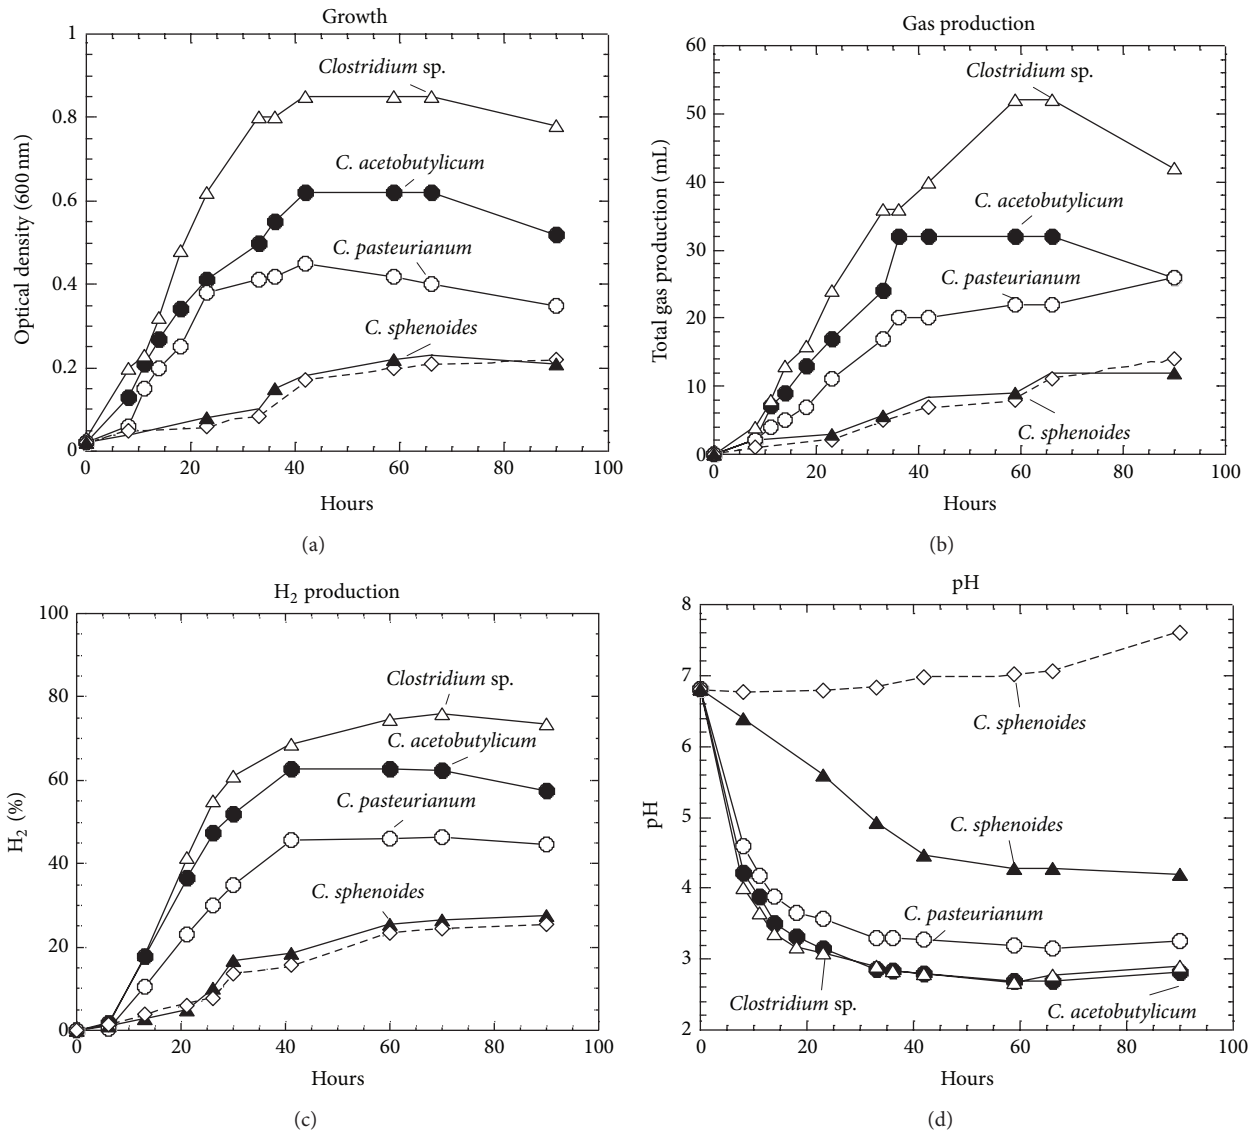 Growth
1
0.8
0.6
0.4
0.2
0
Optical density (600 nm)
Clostridium sp.
C. acetobutylicum
C. pasteurianum
C. sphenoides
0 20 40 60 80 100
Hours
(a)
Gas production
60
50
40
30
20
10
0
Total gas production (mL)
Clostridium sp.
C. acetobutylicum
C. pasteurianum
C. sphenoides
0 20 40 60 80 100
Hours
(b)
H2 production
100
80
60
40
20
0
H2 (%)
Clostridium sp.
C. acetobutylicum
C. pasteurianum
C. sphenoides
0 20 40 60 80 100
Hours
(c)
pH
8
7
6
5
4
3
2
pH
C. sphenoides
C. sphenoides
C. pasteurianum
Clostridium sp.
C. acetobutylicum
0 20 40 60 80 100
Hours
(d)